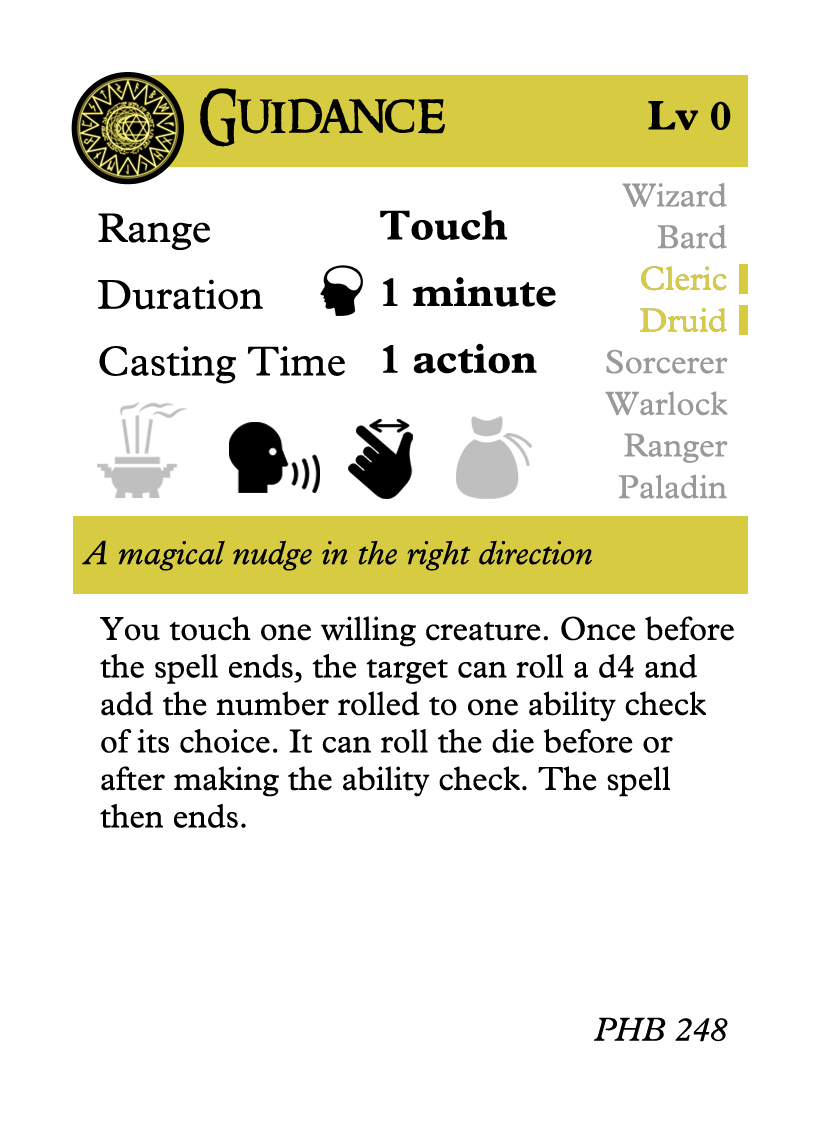 GUIDANCE
Lv 0
Range Touch
Duration 1 minute
Casting Time 1 action
Wizard
Bard
Cleric
Druid
Sorcerer
Warlock
Ranger
Paladin
A magical nudge in the right direction
You touch one willing creature. Once before
the spell ends, the target can roll a d4 and
add the number rolled to one ability check
of its choice. It can roll the die before or
after making the ability check. The spell
then ends.
PHB 248